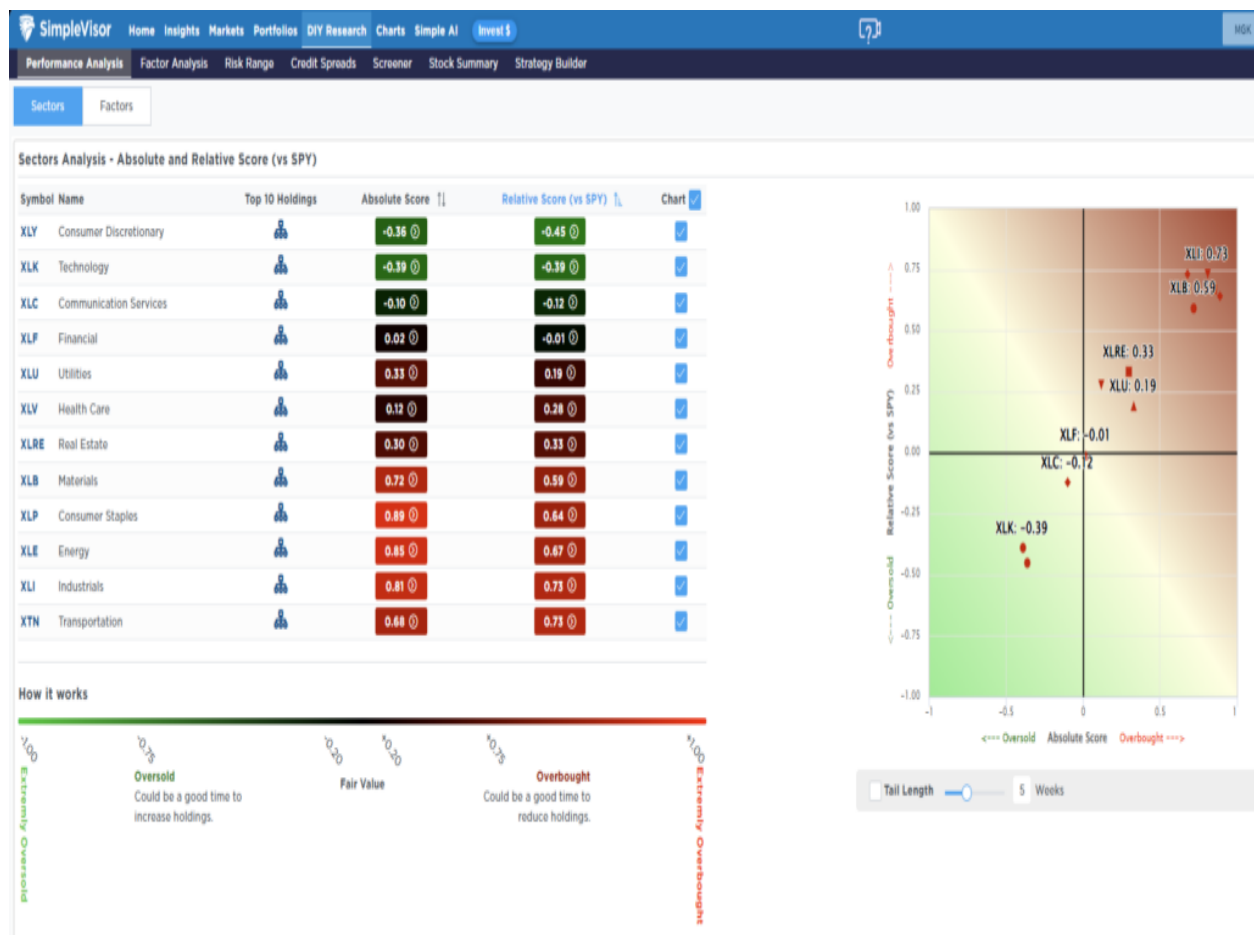 SimpleVisor Home Insights Markets Portfolios DIY Research Charts Simple AI Invest $ MGK
Performance Analysis Factor Analysis Risk Range Credit Spreads Screener Stock Summary Strategy Builder
Sectors Factors
Sectors Analysis - Absolute and Relative Score (vs SPY)
Symbol Name Top 10 Holdings Absolute Score Relative Score (vs SPY) Chart
XLY Consumer Discretionary -0.36 -0.45
XLK Technology -0.39 -0.39
XLC Communication Services -0.10 -0.12
XLF Financial 0.02 -0.01
XLU Utilities 0.33 0.19
XLV Health Care 0.12 0.28
XLRE Real Estate 0.30 0.33
XLB Materials 0.72 0.59
XLP Consumer Staples 0.89 0.64
XLE Energy 0.85 0.67
XLI Industrials 0.81 0.73
XTN Transportation 0.68 0.73
How it works
-1.00 -0.75 -0.20 +0.20 +0.75 +1.00
Extremly Oversold
Oversold
Could be a good time to
increase holdings.
Fair Value
Overbought
Could be a good time to
reduce holdings.
Extremly Overbought
1.00
0.75
0.50
0.25
0.00
-0.25
-0.50
-0.75
-1.00
<--- Oversold Relative Score (vs SPY) Overbought --->
XLI: 0.73
XLB: 0.59
XLRE: 0.33
XLU: 0.19
XLF: -0.01
XLC: -0.12
XLK: -0.39
-1 -0.5 0 0.5 1
<--- Oversold Absolute Score Overbought --->
Tail Length 5 Weeks